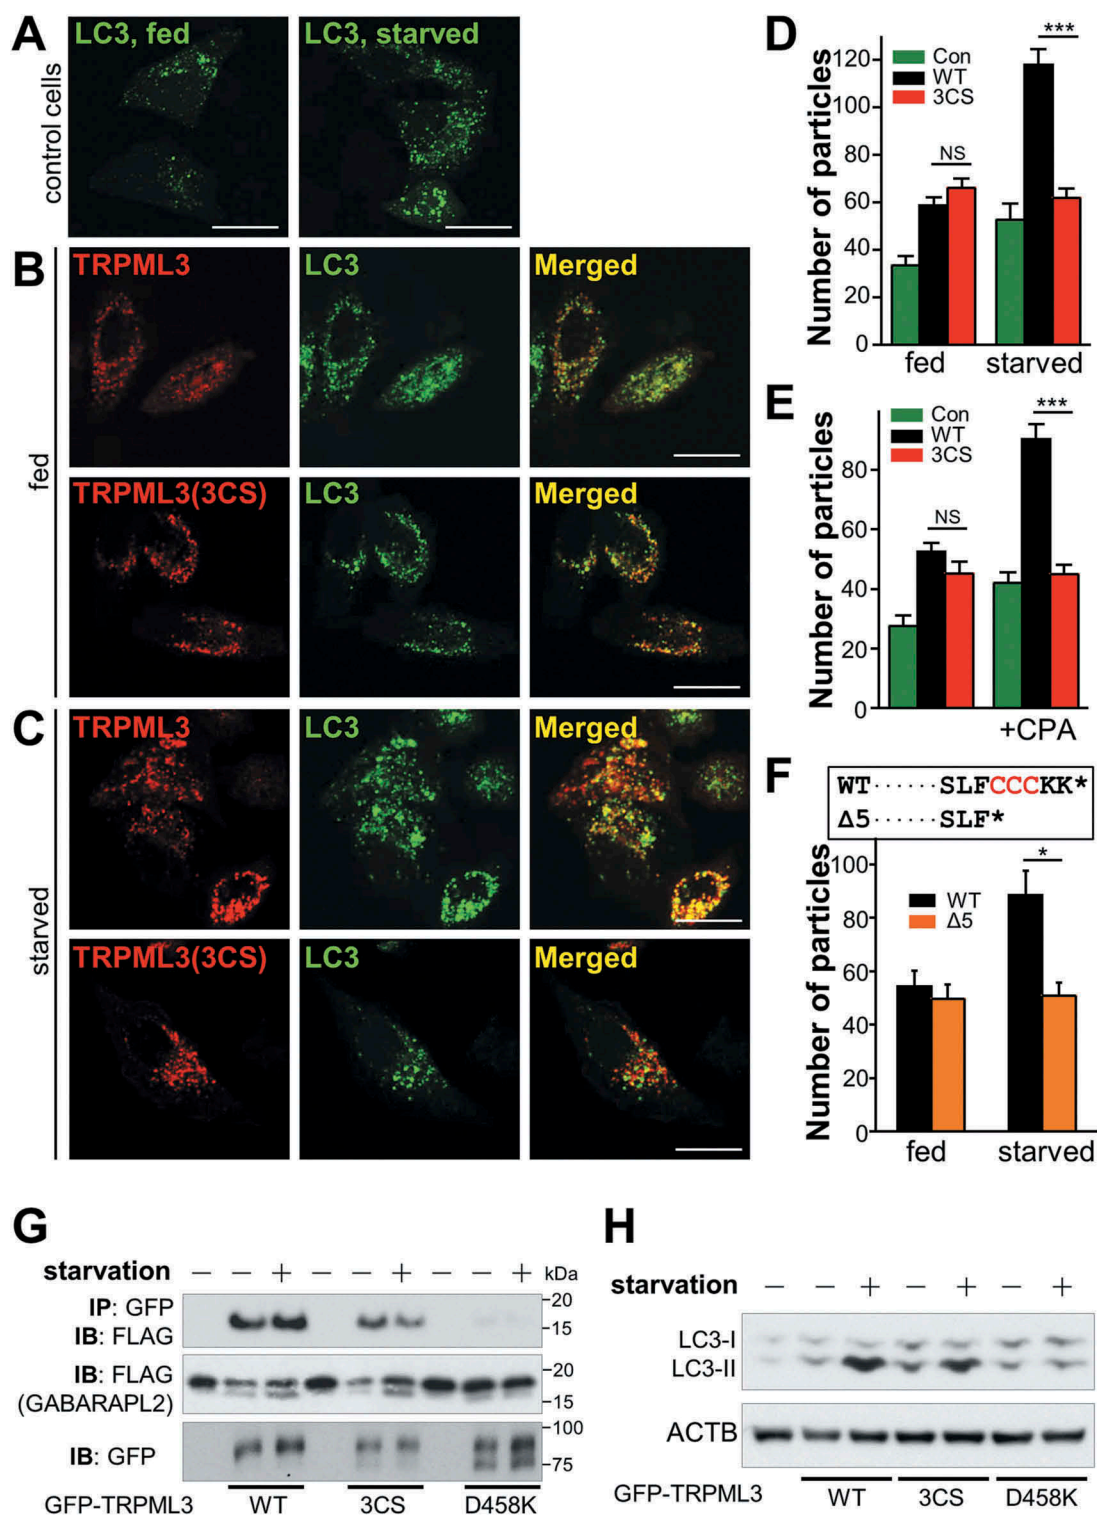 A
LC3, fed
LC3, starved
control cells
B
TRPML3
LC3
Merged
fed
TRPML3(3CS)
LC3
Merged
C
TRPML3
LC3
Merged
starved
TRPML3(3CS)
LC3
Merged
D
Number of particles
120
100
80
60
40
20
0
Con
WT
3CS
NS
***
fed
starved
E
Number of particles
80
60
40
20
0
Con
WT
3CS
NS
***
+CPA
F
WT······SLFCCCKK*
Δ5······SLF*
Number of particles
100
80
60
40
20
0
WT
Δ5
*
fed
starved
G
starvation − − + − − + − − + kDa
IP: GFP
IB: FLAG
20
15
IB: FLAG
(GABARAPL2)
20
15
IB: GFP
100
75
GFP-TRPML3 WT 3CS D458K
H
starvation − − + − + − +
LC3-I
LC3-II
ACTB
GFP-TRPML3 WT 3CS D458K